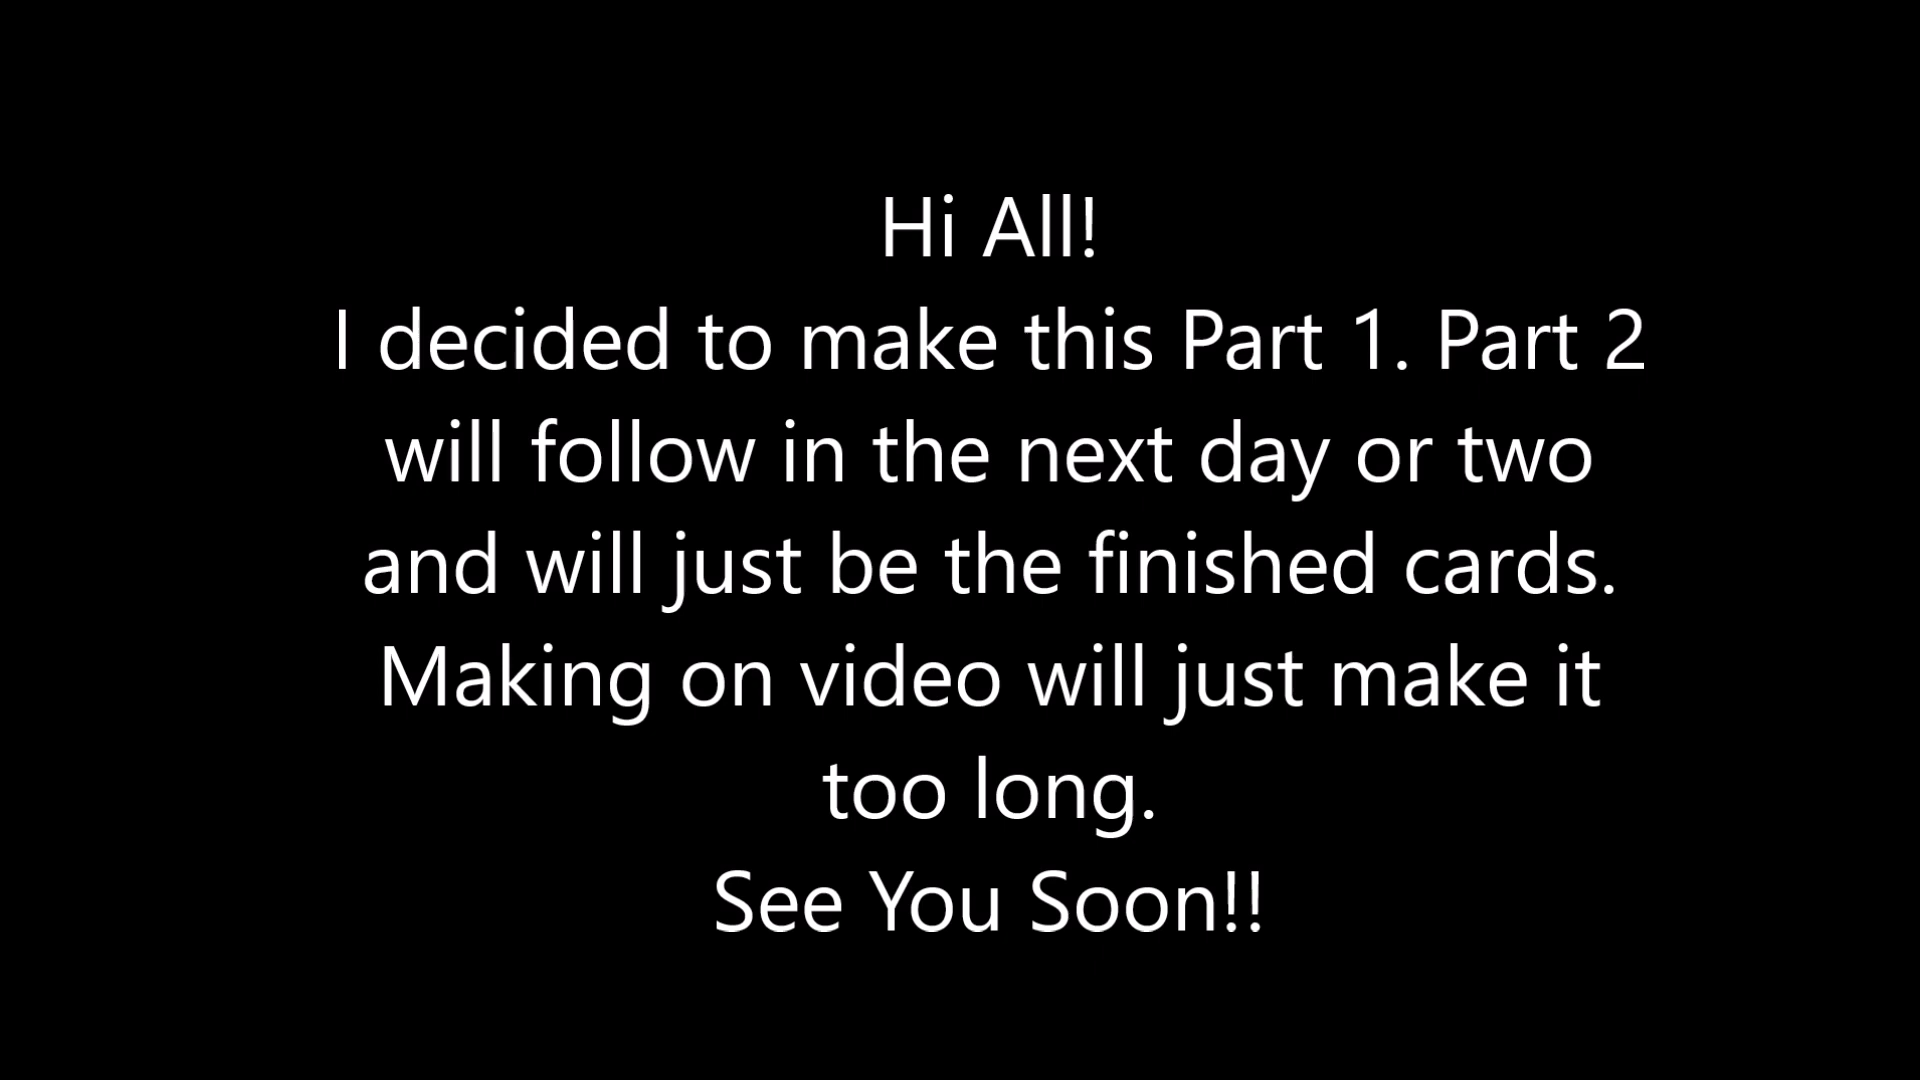 Hi All!
I decided to make this Part 1. Part 2
will follow in the next day or two
and will just be the finished cards.
Making on video will just make it
too long.
See You Soon!!